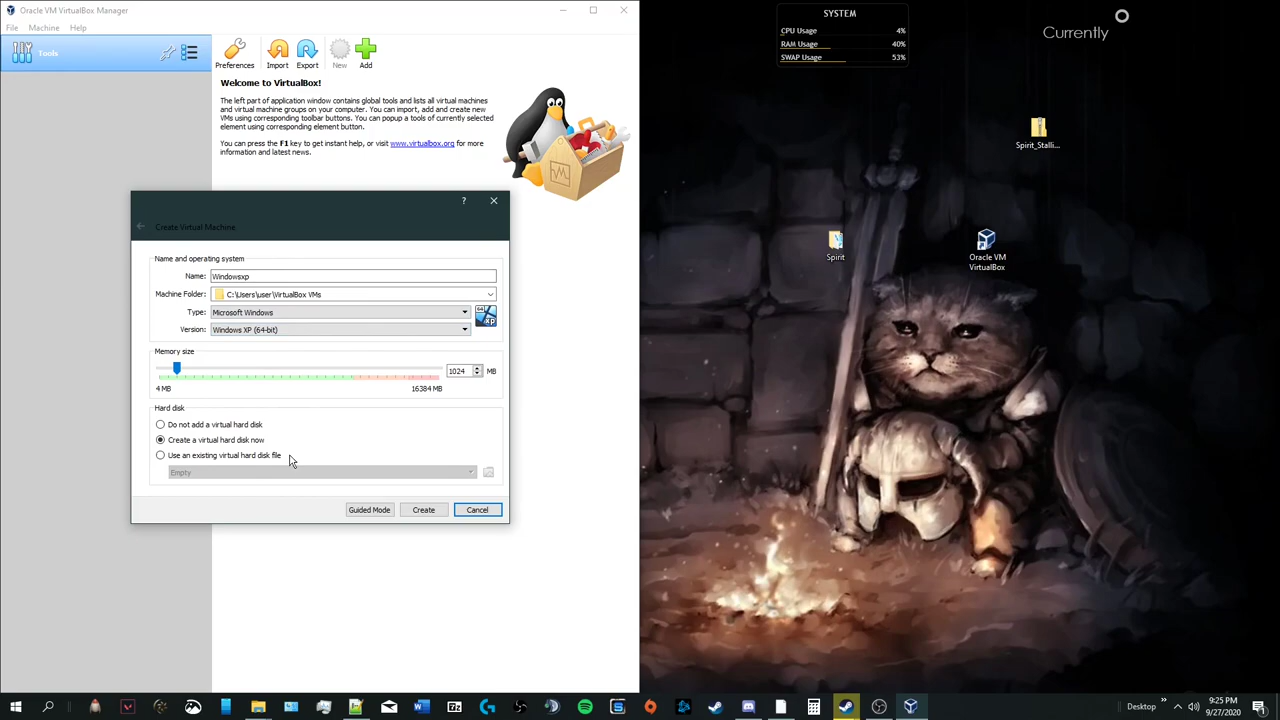 Oracle VM VirtualBox Manager
File Machine Help
Tools
Preferences Import Export New Add
Welcome to VirtualBox!
The left part of application window contains global tools and lists all virtual machines
and virtual machine groups on your computer. You can import, add and create new
VMs using corresponding toolbar buttons. You can popup a tools of currently selected
element using corresponding element button.
You can press the F1 key to get instant help, or visit www.virtualbox.org for more
information and latest news.
? 
Create Virtual Machine
Name and operating system
Name: Windowsxp
Machine Folder: C:\Users\user\VirtualBox VMs
Type: Microsoft Windows
64
xp
Version: Windows XP (64-bit)
Memory size
1024 MB
4 MB 16384 MB
Hard disk
Do not add a virtual hard disk
Create a virtual hard disk now
Use an existing virtual hard disk file
Empty
Guided Mode Create Cancel
SYSTEM
CPU Usage 4%
RAM Usage 40%
SWAP Usage 53%
Currently
Spirit_Stalli...
Spirit
Oracle VM
VirtualBox
Desktop
9:25 PM
9/27/2020